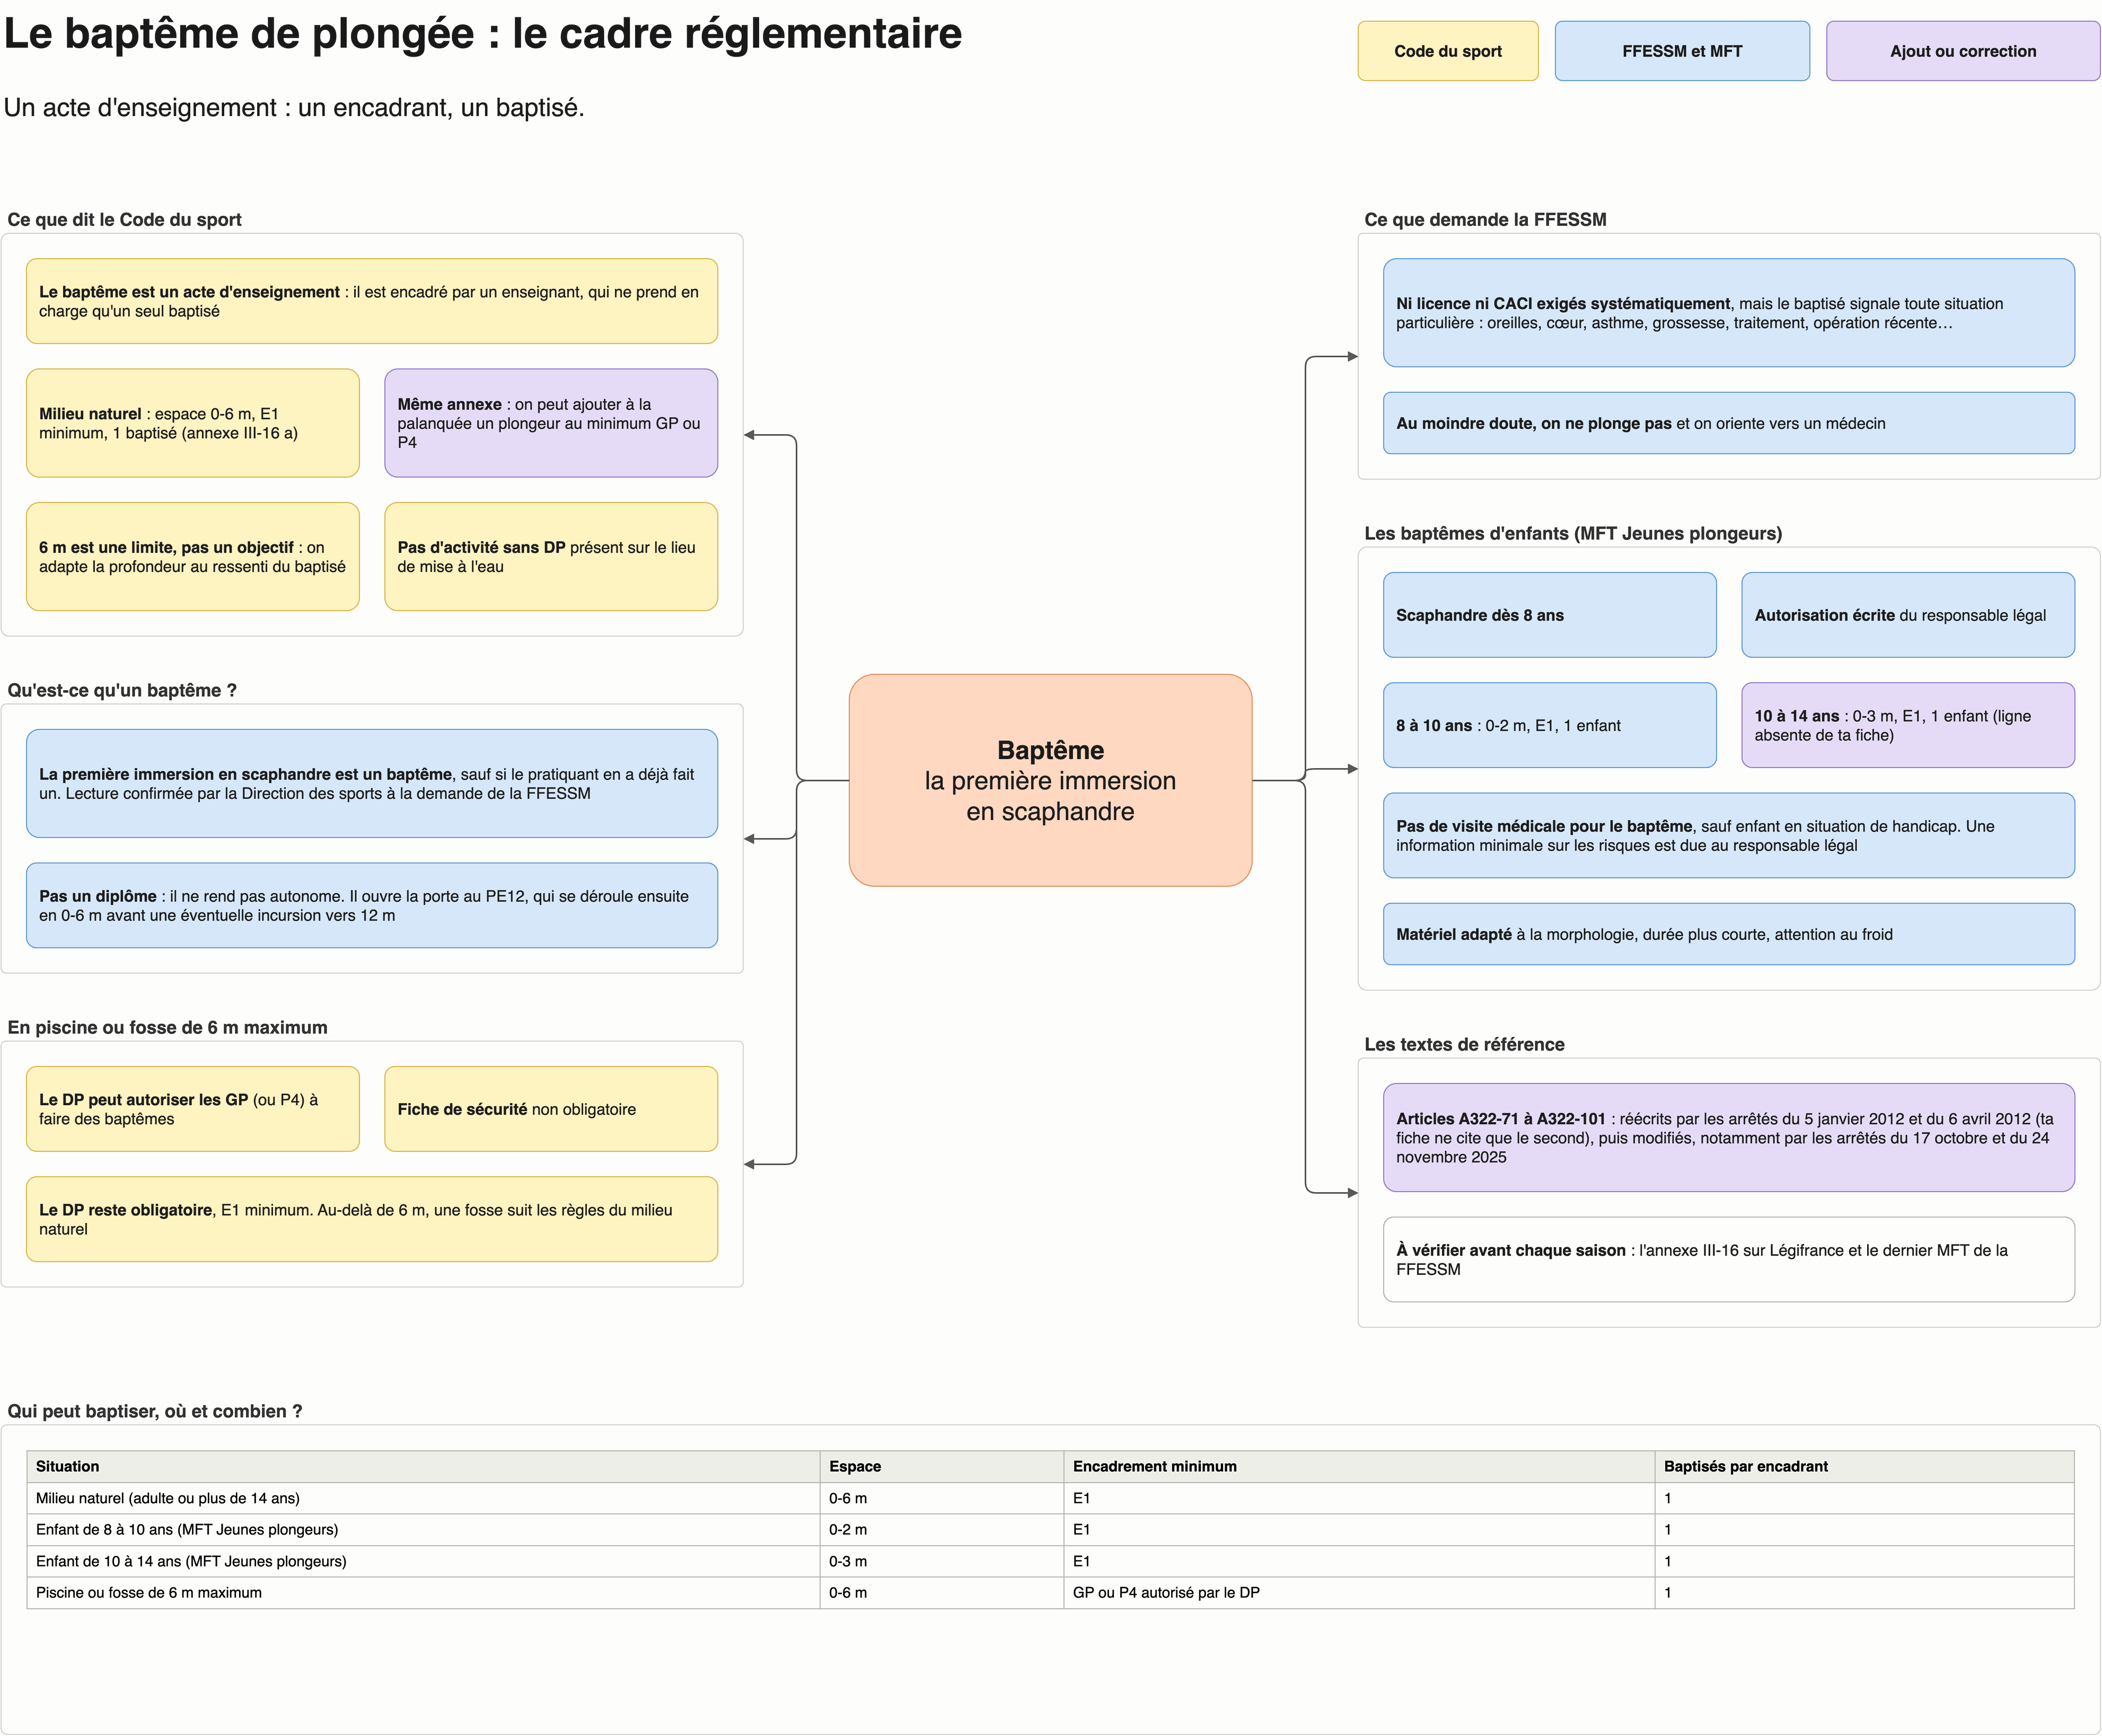 Le baptême de plongée : le cadre réglementaire
Code du sport
FFESSM et MFT
Ajout ou correction
Un acte d'enseignement : un encadrant, un baptisé.
Ce que dit le Code du sport
Le baptême est un acte d'enseignement : il est encadré par un enseignant, qui ne prend en
charge qu'un seul baptisé
Milieu naturel : espace 0-6 m, E1
minimum, 1 baptisé (annexe III-16 a)
Même annexe : on peut ajouter à la
palanquée un plongeur au minimum GP ou
P4
6 m est une limite, pas un objectif : on
adapte la profondeur au ressenti du baptisé
Pas d'activité sans DP présent sur le lieu
de mise à l'eau
Qu'est-ce qu'un baptême ?
La première immersion en scaphandre est un baptême, sauf si le pratiquant en a déjà fait
un. Lecture confirmée par la Direction des sports à la demande de la FFESSM
Pas un diplôme : il ne rend pas autonome. Il ouvre la porte au PE12, qui se déroule ensuite
en 0-6 m avant une éventuelle incursion vers 12 m
En piscine ou fosse de 6 m maximum
Le DP peut autoriser les GP (ou P4) à
faire des baptêmes
Fiche de sécurité non obligatoire
Le DP reste obligatoire, E1 minimum. Au-delà de 6 m, une fosse suit les règles du milieu
naturel
Baptême
la première immersion
en scaphandre
Ce que demande la FFESSM
Ni licence ni CACI exigés systématiquement, mais le baptisé signale toute situation
particulière : oreilles, cœur, asthme, grossesse, traitement, opération récente…
Au moindre doute, on ne plonge pas et on oriente vers un médecin
Les baptêmes d'enfants (MFT Jeunes plongeurs)
Scaphandre dès 8 ans
Autorisation écrite du responsable légal
8 à 10 ans : 0-2 m, E1, 1 enfant
10 à 14 ans : 0-3 m, E1, 1 enfant (ligne
absente de ta fiche)
Pas de visite médicale pour le baptême, sauf enfant en situation de handicap. Une
information minimale sur les risques est due au responsable légal
Matériel adapté à la morphologie, durée plus courte, attention au froid
Les textes de référence
Articles A322-71 à A322-101 : réécrits par les arrêtés du 5 janvier 2012 et du 6 avril 2012 (ta
fiche ne cite que le second), puis modifiés, notamment par les arrêtés du 17 octobre et du 24
novembre 2025
À vérifier avant chaque saison : l'annexe III-16 sur Légifrance et le dernier MFT de la
FFESSM
Qui peut baptiser, où et combien ?
Situation Espace Encadrement minimum Baptisés par encadrant
Milieu naturel (adulte ou plus de 14 ans) 0-6 m E1 1
Enfant de 8 à 10 ans (MFT Jeunes plongeurs) 0-2 m E1 1
Enfant de 10 à 14 ans (MFT Jeunes plongeurs) 0-3 m E1 1
Piscine ou fosse de 6 m maximum 0-6 m GP ou P4 autorisé par le DP 1